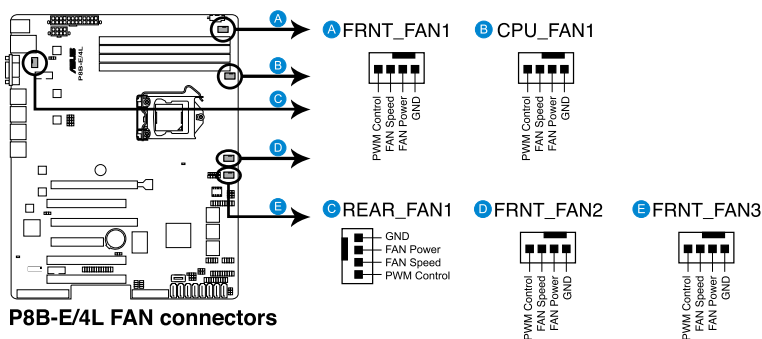 A
B
C
D
E
ASUS
P8B-E/4L
A FRNT_FAN1
PWM Control
FAN Speed
FAN Power
GND
B CPU_FAN1
PWM Control
FAN Speed
FAN Power
GND
C REAR_FAN1
GND
FAN Power
FAN Speed
PWM Control
D FRNT_FAN2
PWM Control
FAN Speed
FAN Power
GND
E FRNT_FAN3
PWM Control
FAN Speed
FAN Power
GND
P8B-E/4L FAN connectors